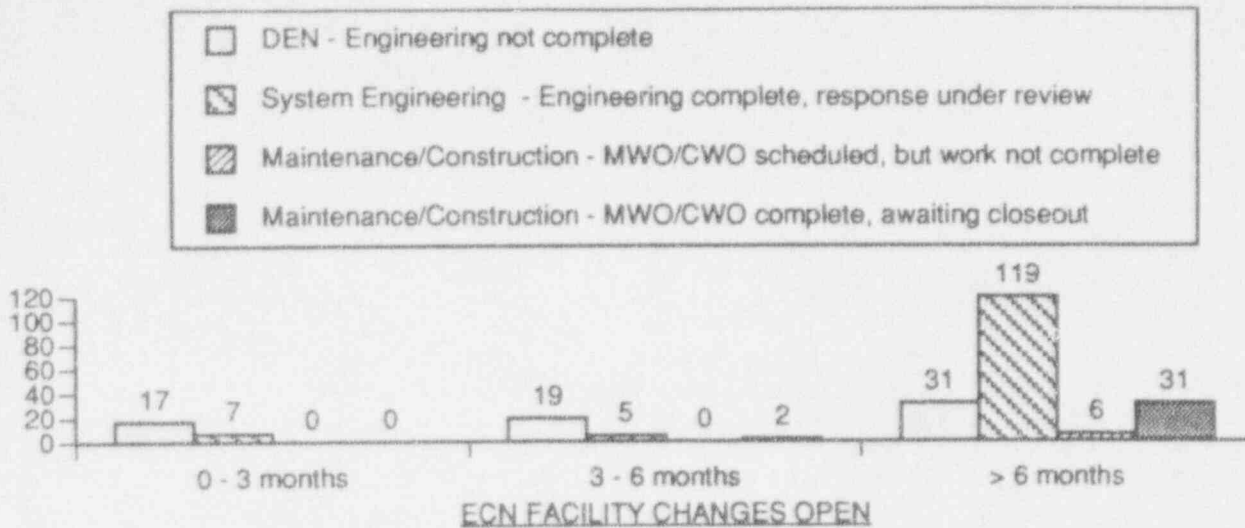 DEN - Engineering not complete
System Engineering - Engineering complete, response under review
Maintenance/Construction - MWO/CWO scheduled, but work not complete
Maintenance/Construction - MWO/CWO complete, awaiting closeout
119
120
100
80
60
40
20
0
17 7 0 0 19 5 0 2 31 6 31
0 - 3 months 3 - 6 months > 6 months
ECN FACILITY CHANGES OPEN